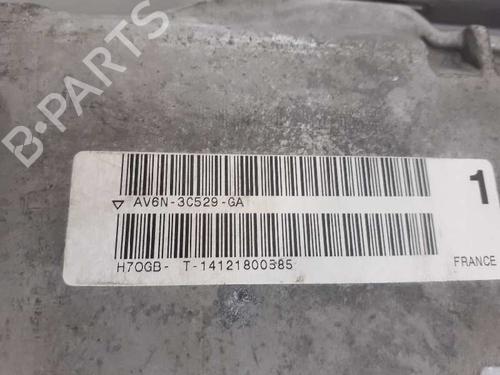 B-PARTS
1
▽ AV6N-3C529-GA
H7OGB- T-14121800385
FRANCE